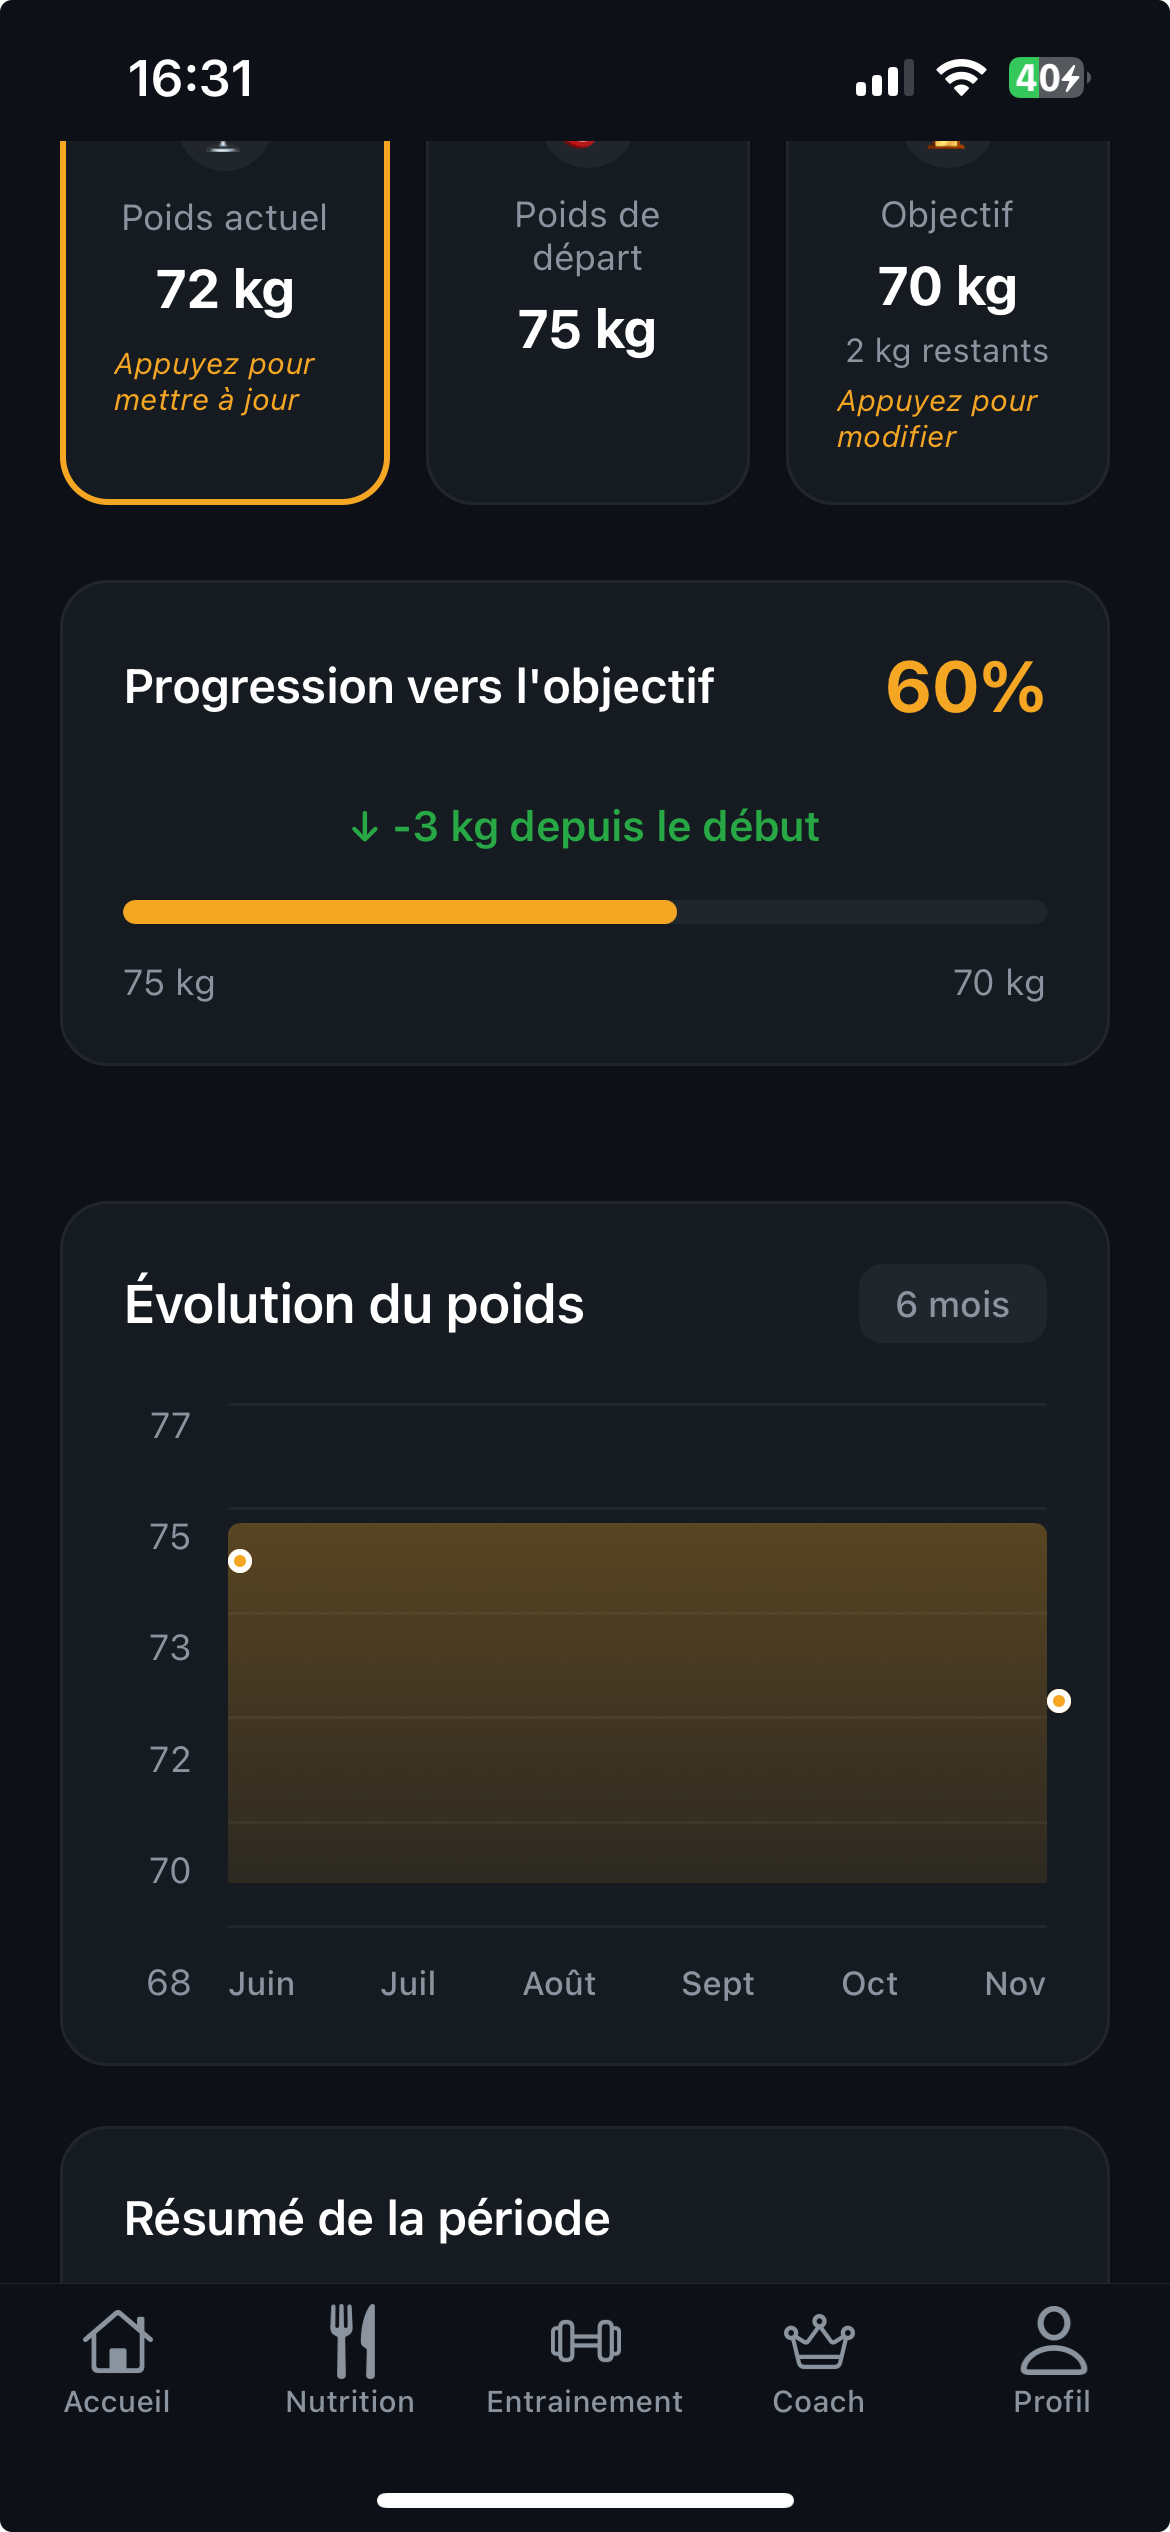 16:31
40
Poids actuel
72 kg
Appuyez pour
mettre à jour
Poids de
départ
75 kg
Objectif
70 kg
2 kg restants
Appuyez pour
modifier
Progression vers l'objectif
60%
↓ -3 kg depuis le début
75 kg
70 kg
Évolution du poids
6 mois
77
75
73
72
70
68
Juin
Juil
Août
Sept
Oct
Nov
Résumé de la période
Accueil
Nutrition
Entrainement
Coach
Profil